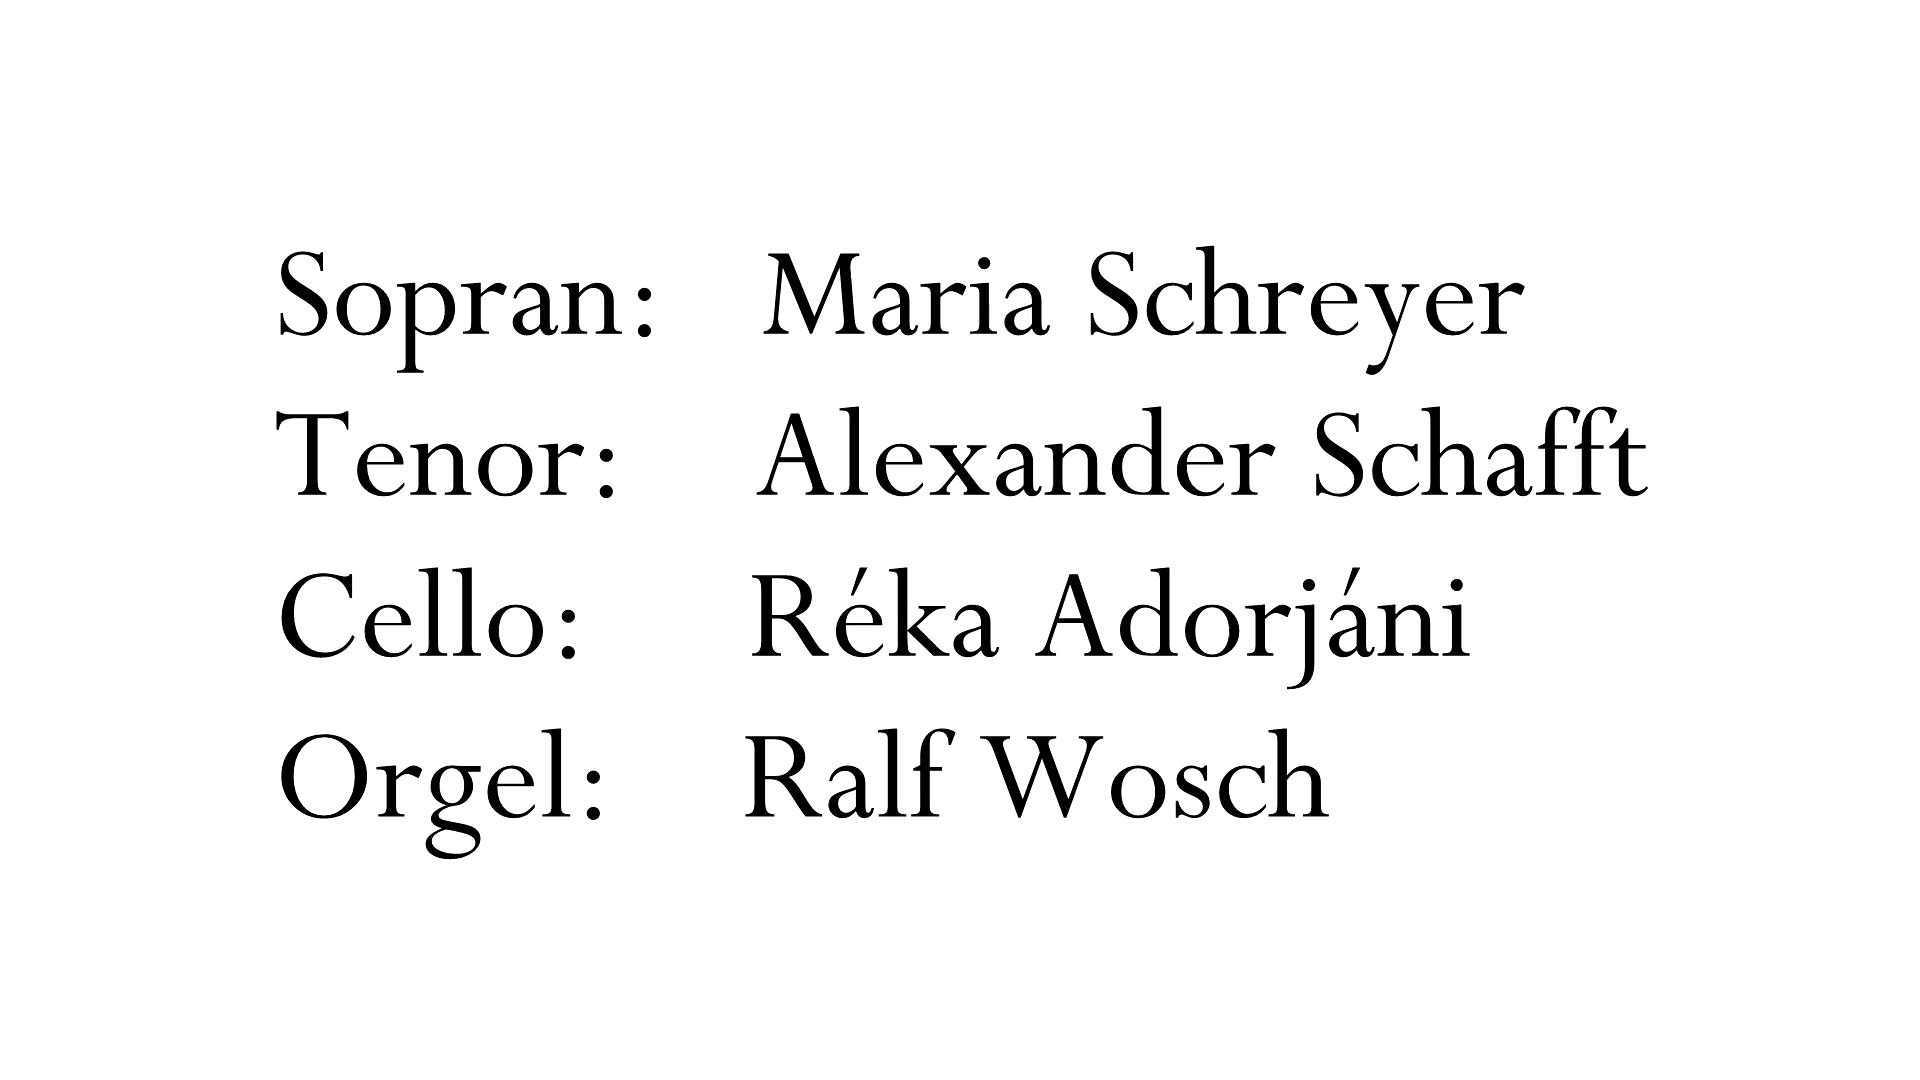 Sopran: Maria Schreyer
Tenor: Alexander Schafft
Cello: Réka Adorjáni
Orgel: Ralf Wosch